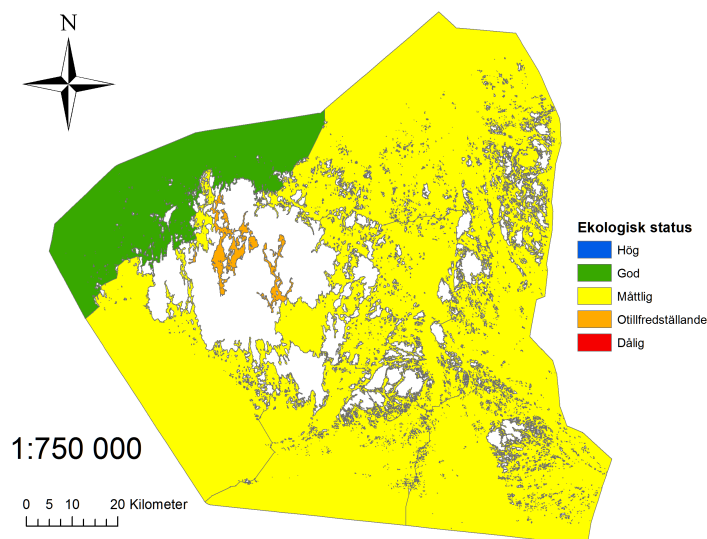 N
Ekologisk status
Hög
God
Måttlig
Otillfredställande
Dålig
1:750 000
0 5 10 20 Kilometer